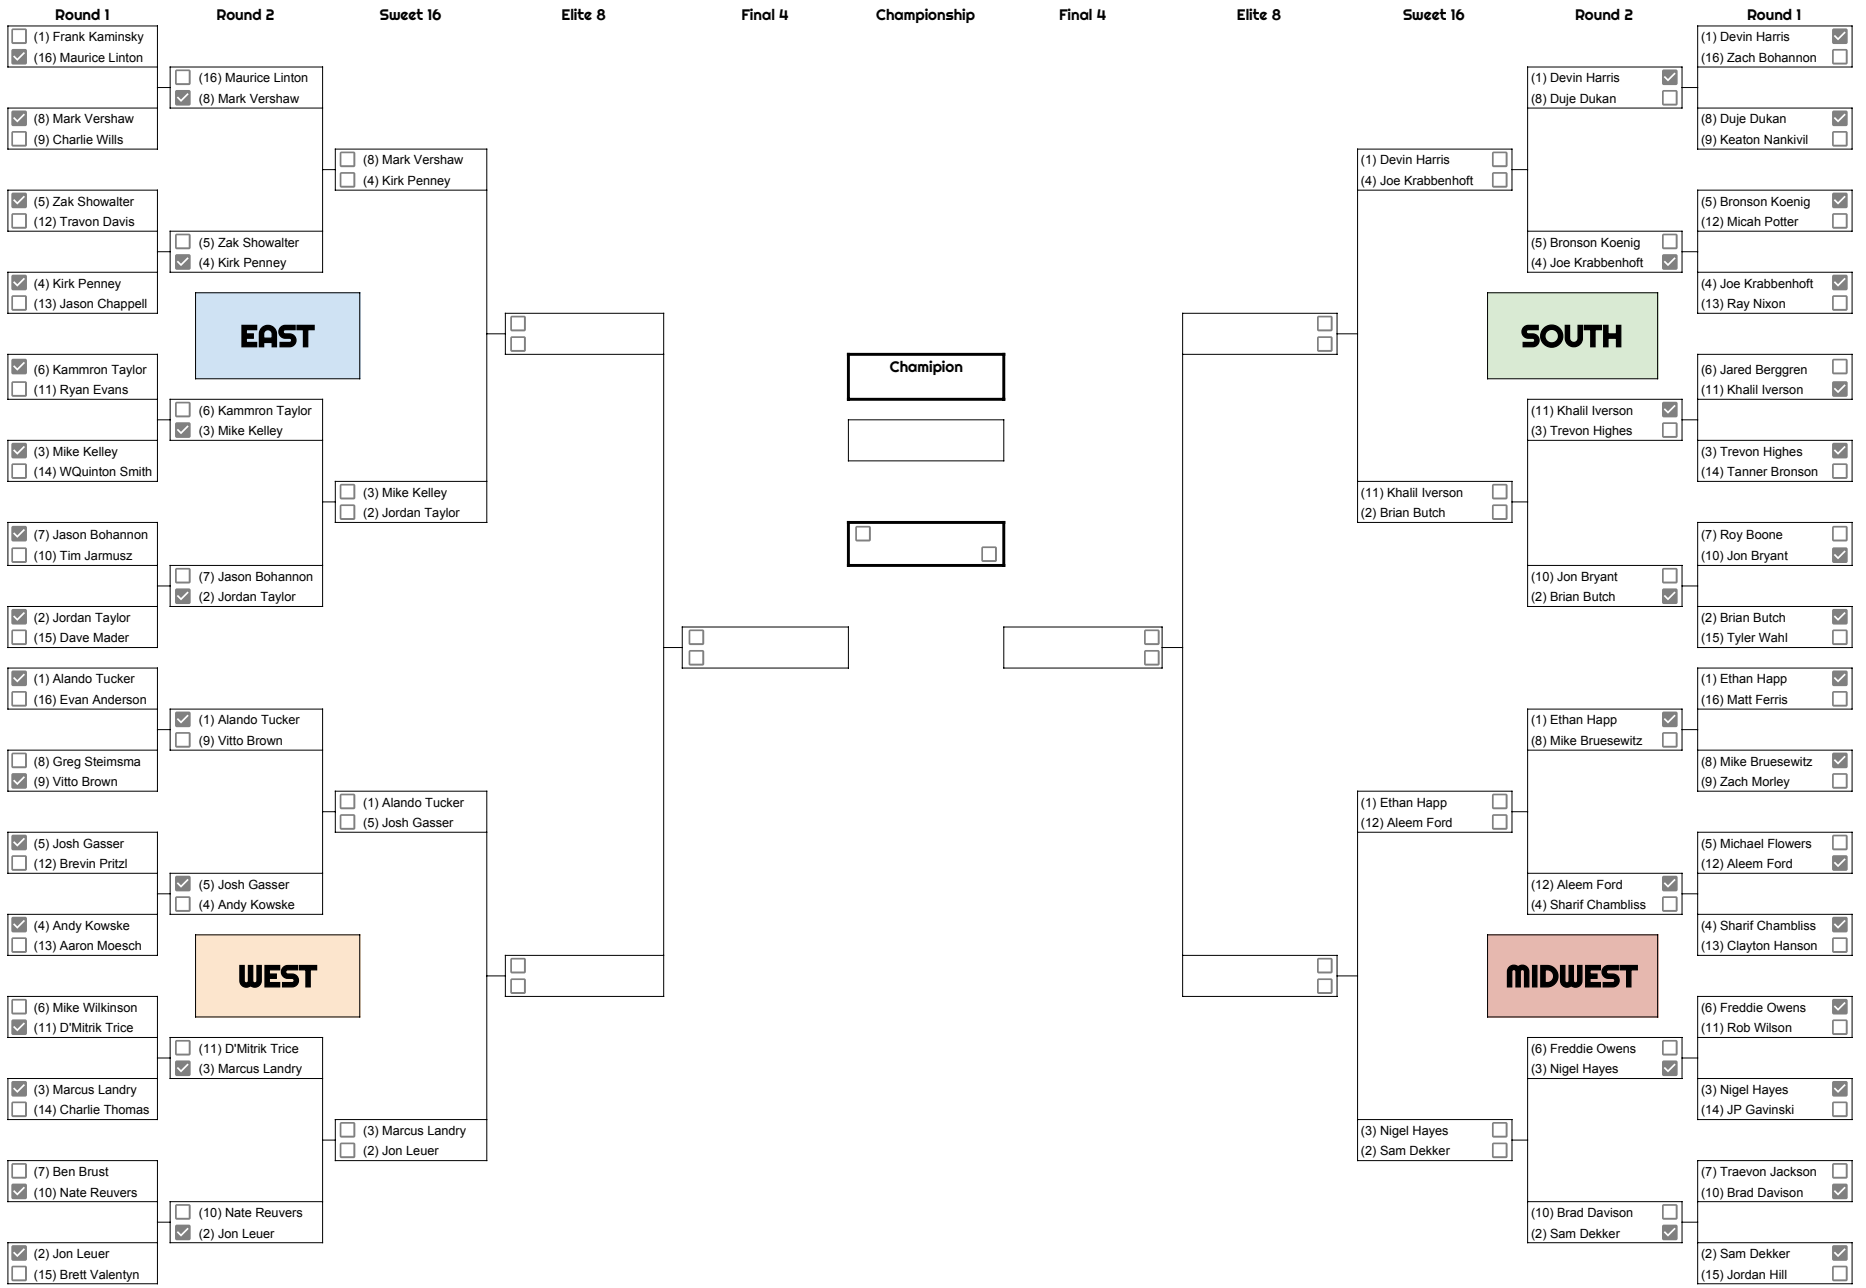 Round 1
Round 2
Sweet 16
Elite 8
Final 4
Championship
Final 4
Elite 8
Sweet 16
Round 2
Round 1
(1) Frank Kaminsky
(16) Maurice Linton
(8) Mark Vershaw
(9) Charlie Wills
(5) Zak Showalter
(12) Travon Davis
(4) Kirk Penney
(13) Jason Chappell
(6) Kammron Taylor
(11) Ryan Evans
(3) Mike Kelley
(14) WQuinton Smith
(7) Jason Bohannon
(10) Tim Jarmusz
(2) Jordan Taylor
(15) Dave Mader
(16) Maurice Linton
(8) Mark Vershaw
(5) Zak Showalter
(4) Kirk Penney
EAST
(6) Kammron Taylor
(3) Mike Kelley
(7) Jason Bohannon
(2) Jordan Taylor
(8) Mark Vershaw
(4) Kirk Penney
(3) Mike Kelley
(2) Jordan Taylor
(1) Alando Tucker
(16) Evan Anderson
(8) Greg Steimsma
(9) Vitto Brown
(5) Josh Gasser
(12) Brevin Pritzl
(4) Andy Kowske
(13) Aaron Moesch
(6) Mike Wilkinson
(11) D'Mitrik Trice
(3) Marcus Landry
(14) Charlie Thomas
(7) Ben Brust
(10) Nate Reuvers
(2) Jon Leuer
(15) Brett Valentyn
(1) Alando Tucker
(9) Vitto Brown
(5) Josh Gasser
(4) Andy Kowske
WEST
(11) D'Mitrik Trice
(3) Marcus Landry
(10) Nate Reuvers
(2) Jon Leuer
(1) Alando Tucker
(5) Josh Gasser
(3) Marcus Landry
(2) Jon Leuer
Chamipion
(1) Devin Harris
(4) Joe Krabbenhoft
(11) Khalil Iverson
(2) Brian Butch
(1) Devin Harris
(8) Duje Dukan
(5) Bronson Koenig
(4) Joe Krabbenhoft
SOUTH
(11) Khalil Iverson
(3) Trevon Highes
(10) Jon Bryant
(2) Brian Butch
(1) Devin Harris
(16) Zach Bohannon
(8) Duje Dukan
(9) Keaton Nankivil
(5) Bronson Koenig
(12) Micah Potter
(4) Joe Krabbenhoft
(13) Ray Nixon
(6) Jared Berggren
(11) Khalil Iverson
(3) Trevon Highes
(14) Tanner Bronson
(7) Roy Boone
(10) Jon Bryant
(2) Brian Butch
(15) Tyler Wahl
(1) Ethan Happ
(12) Aleem Ford
(3) Nigel Hayes
(2) Sam Dekker
(1) Ethan Happ
(8) Mike Bruesewitz
(12) Aleem Ford
(4) Sharif Chambliss
MIDWEST
(6) Freddie Owens
(3) Nigel Hayes
(10) Brad Davison
(2) Sam Dekker
(1) Ethan Happ
(16) Matt Ferris
(8) Mike Bruesewitz
(9) Zach Morley
(5) Michael Flowers
(12) Aleem Ford
(4) Sharif Chambliss
(13) Clayton Hanson
(6) Freddie Owens
(11) Rob Wilson
(3) Nigel Hayes
(14) JP Gavinski
(7) Traevon Jackson
(10) Brad Davison
(2) Sam Dekker
(15) Jordan Hill